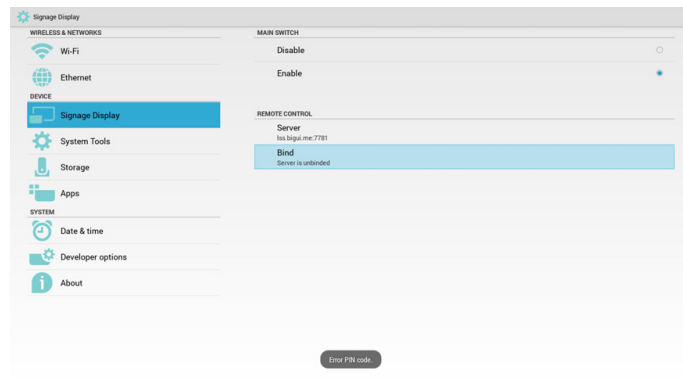 Signage Display
WIRELESS & NETWORKS
Wi-Fi
Ethernet
DEVICE
Signage Display
System Tools
Storage
Apps
SYSTEM
Date & time
Developer options
About
MAIN SWITCH
Disable
Enable
REMOTE CONTROL
Server
lss.bigui.me:7781
Bind
Server is unbinded
Error PIN code.